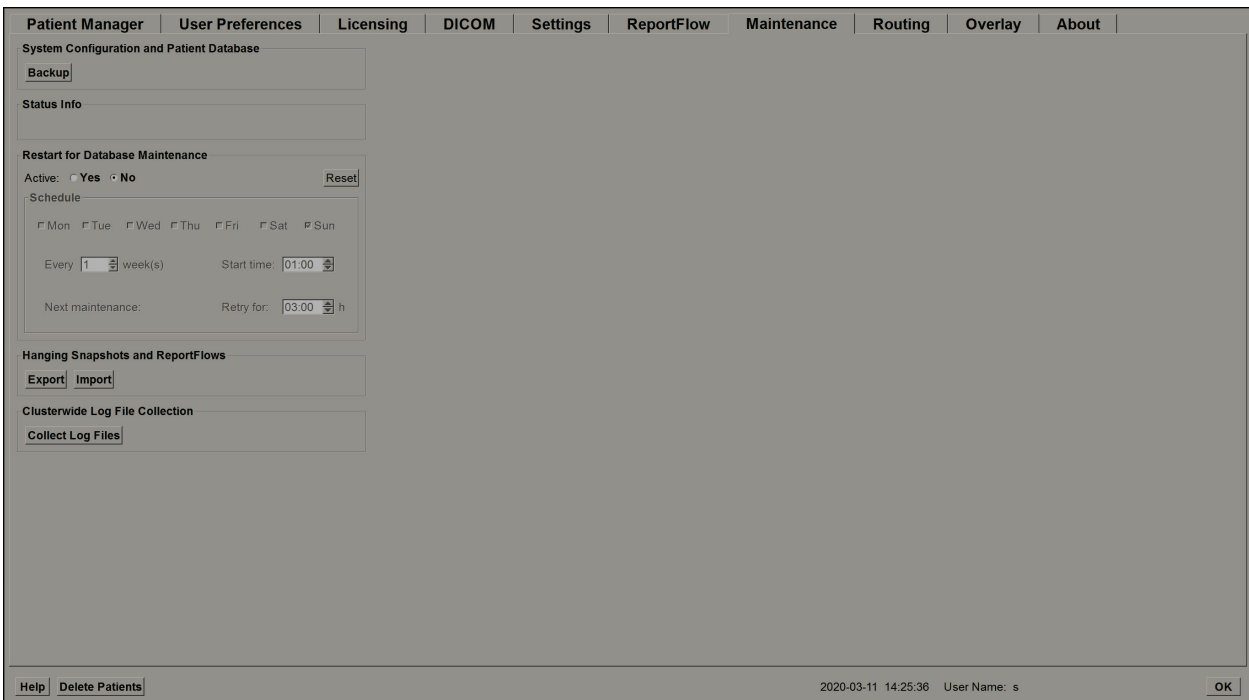 Patient Manager User Preferences Licensing DICOM Settings ReportFlow Maintenance Routing Overlay About
System Configuration and Patient Database
Backup
Status Info
Restart for Database Maintenance
Active: Yes No Reset
Schedule
Mon Tue Wed Thu Fri Sat Sun
Every 1 week(s) Start time: 01:00
Next maintenance: Retry for: 03:00 h
Hanging Snapshots and ReportFlows
Export Import
Clusterwide Log File Collection
Collect Log Files
Help Delete Patients 2020-03-11 14:25:36 User Name: s OK